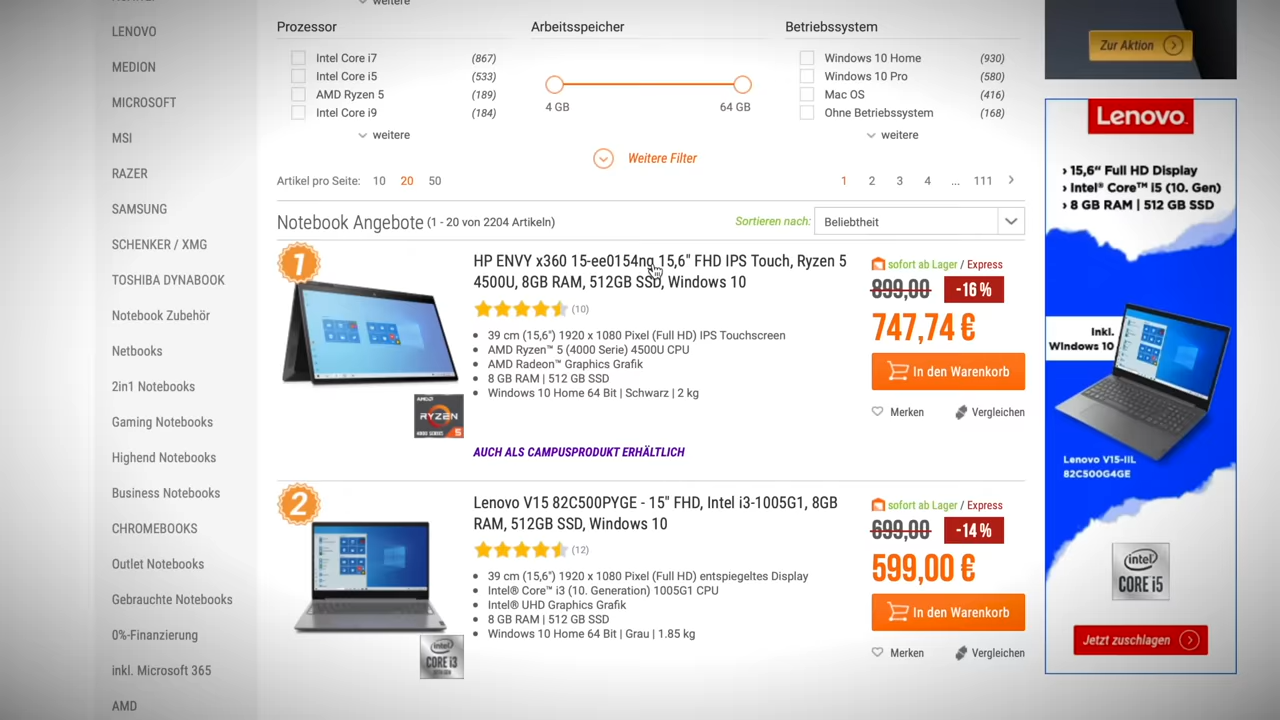 weitere
LENOVO
MEDION
MICROSOFT
MSI
RAZER
SAMSUNG
SCHENKER / XMG
TOSHIBA DYNABOOK
Notebook Zubehör
Netbooks
2in1 Notebooks
Gaming Notebooks
Highend Notebooks
Business Notebooks
CHROMEBOOKS
Outlet Notebooks
Gebrauchte Notebooks
0%-Finanzierung
inkl. Microsoft 365
AMD
Prozessor
Intel Core i7 (867)
Intel Core i5 (533)
AMD Ryzen 5 (189)
Intel Core i9 (184)
weitere
Arbeitsspeicher
4 GB 64 GB
Betriebssystem
Windows 10 Home (930)
Windows 10 Pro (580)
Mac OS (416)
Ohne Betriebssystem (168)
weitere
Weitere Filter
Artikel pro Seite: 10 20 50
1 2 3 4 ... 111
Notebook Angebote (1 - 20 von 2204 Artikeln)
Sortieren nach: Beliebtheit
1
HP ENVY x360 15-ee0154ng 15,6" FHD IPS Touch, Ryzen 5
4500U, 8GB RAM, 512GB SSD, Windows 10
(10)
39 cm (15,6") 1920 x 1080 Pixel (Full HD) IPS Touchscreen
AMD Ryzen™ 5 (4000 Serie) 4500U CPU
AMD Radeon™ Graphics Grafik
8 GB RAM | 512 GB SSD
Windows 10 Home 64 Bit | Schwarz | 2 kg
AMD
RYZEN
5
AUCH ALS CAMPUSPRODUKT ERHÄLTLICH
sofort ab Lager / Express
899,00 -16 %
747,74 €
In den Warenkorb
Merken Vergleichen
2
Lenovo V15 82C500PYGE - 15" FHD, Intel i3-1005G1, 8GB
RAM, 512GB SSD, Windows 10
(12)
39 cm (15,6") 1920 x 1080 Pixel (Full HD) entspiegeltes Display
Intel® Core™ i3 (10. Generation) 1005G1 CPU
Intel® UHD Graphics Grafik
8 GB RAM | 512 GB SSD
Windows 10 Home 64 Bit | Grau | 1.85 kg
intel
CORE i3
sofort ab Lager / Express
699,00 -14 %
599,00 €
In den Warenkorb
Merken Vergleichen
Zur Aktion
Lenovo
15,6“ Full HD Display
Intel® Core™ i5 (10. Gen)
8 GB RAM | 512 GB SSD
Inkl.
Windows 10
Lenovo V15-IIL
82C500G4GE
intel
CORE i5
Jetzt zuschlagen